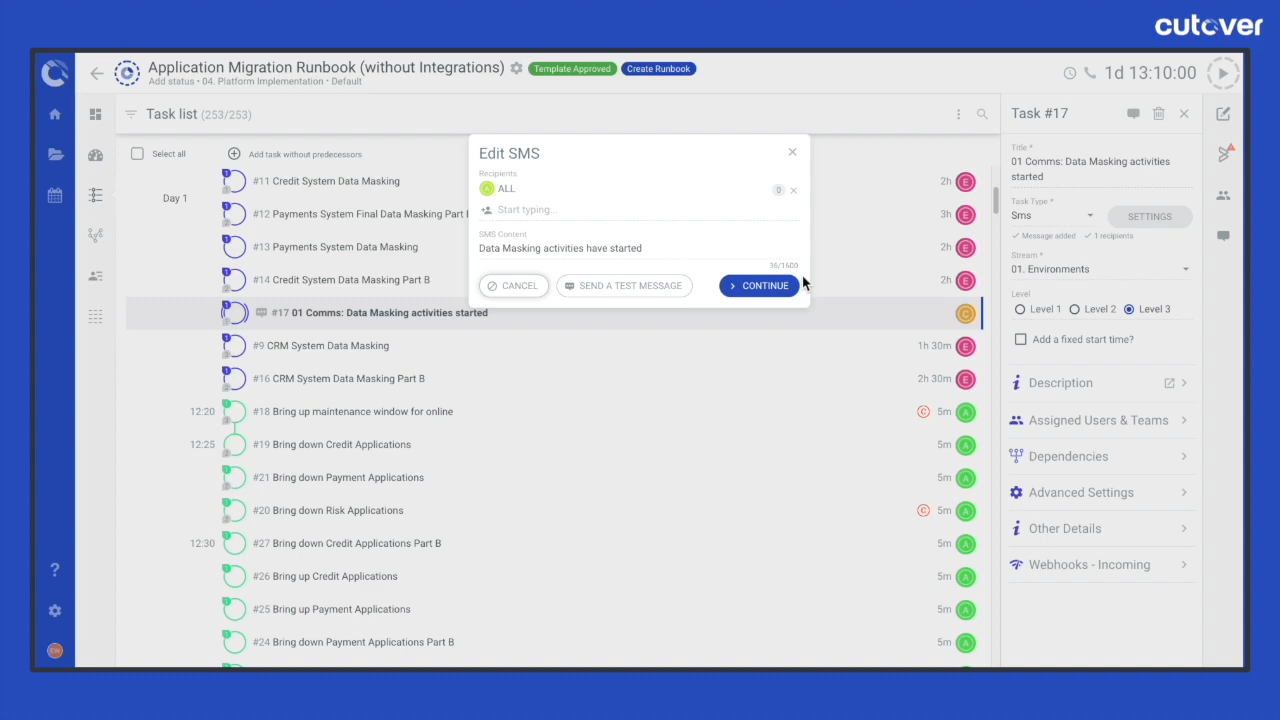 cutover
Application Migration Runbook (without Integrations) Template Approved Create Runbook
Add status • 04. Platform Implementation • Default
1d 13:10:00
Task list (253/253)
Select all Add task without predecessors
Day 1
#11 Credit System Data Masking 2h E
#12 Payments System Final Data Masking Part 3h E
#13 Payments System Data Masking 2h E
#14 Credit System Data Masking Part B 2h E
#17 01 Comms: Data Masking activities started C
#9 CRM System Data Masking 1h 30m E
#16 CRM System Data Masking Part B 2h 30m E
12:20 #18 Bring up maintenance window for online C 5m A
12:25 #19 Bring down Credit Applications 5m A
#21 Bring down Payment Applications 5m A
#20 Bring down Risk Applications C 5m A
12:30 #27 Bring down Credit Applications Part B 5m A
#26 Bring up Credit Applications 5m A
#25 Bring up Payment Applications 5m A
#24 Bring down Payment Applications Part B 5m A
Edit SMS
Recipients
A ALL 0
Start typing...
SMS Content
Data Masking activities have started
36/1600
CANCEL SEND A TEST MESSAGE CONTINUE
Task #17
Title *
01 Comms: Data Masking activities
started
Task Type *
Sms SETTINGS
Message added 1 recipients
Stream *
01. Environments
Level
Level 1 Level 2 Level 3
Add a fixed start time?
Description
Assigned Users & Teams
Dependencies
Advanced Settings
Other Details
Webhooks - Incoming
?
EW